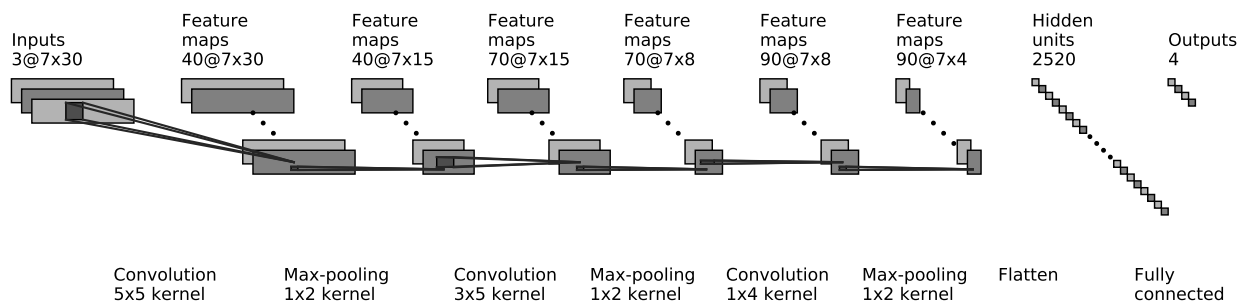 Inputs
3@7x30
Feature
maps
40@7x30
Feature
maps
40@7x15
Feature
maps
70@7x15
Feature
maps
70@7x8
Feature
maps
90@7x8
Feature
maps
90@7x4
Hidden
units
2520
Outputs
4
Convolution
5x5 kernel
Max-pooling
1x2 kernel
Convolution
3x5 kernel
Max-pooling
1x2 kernel
Convolution
1x4 kernel
Max-pooling
1x2 kernel
Flatten
Fully
connected